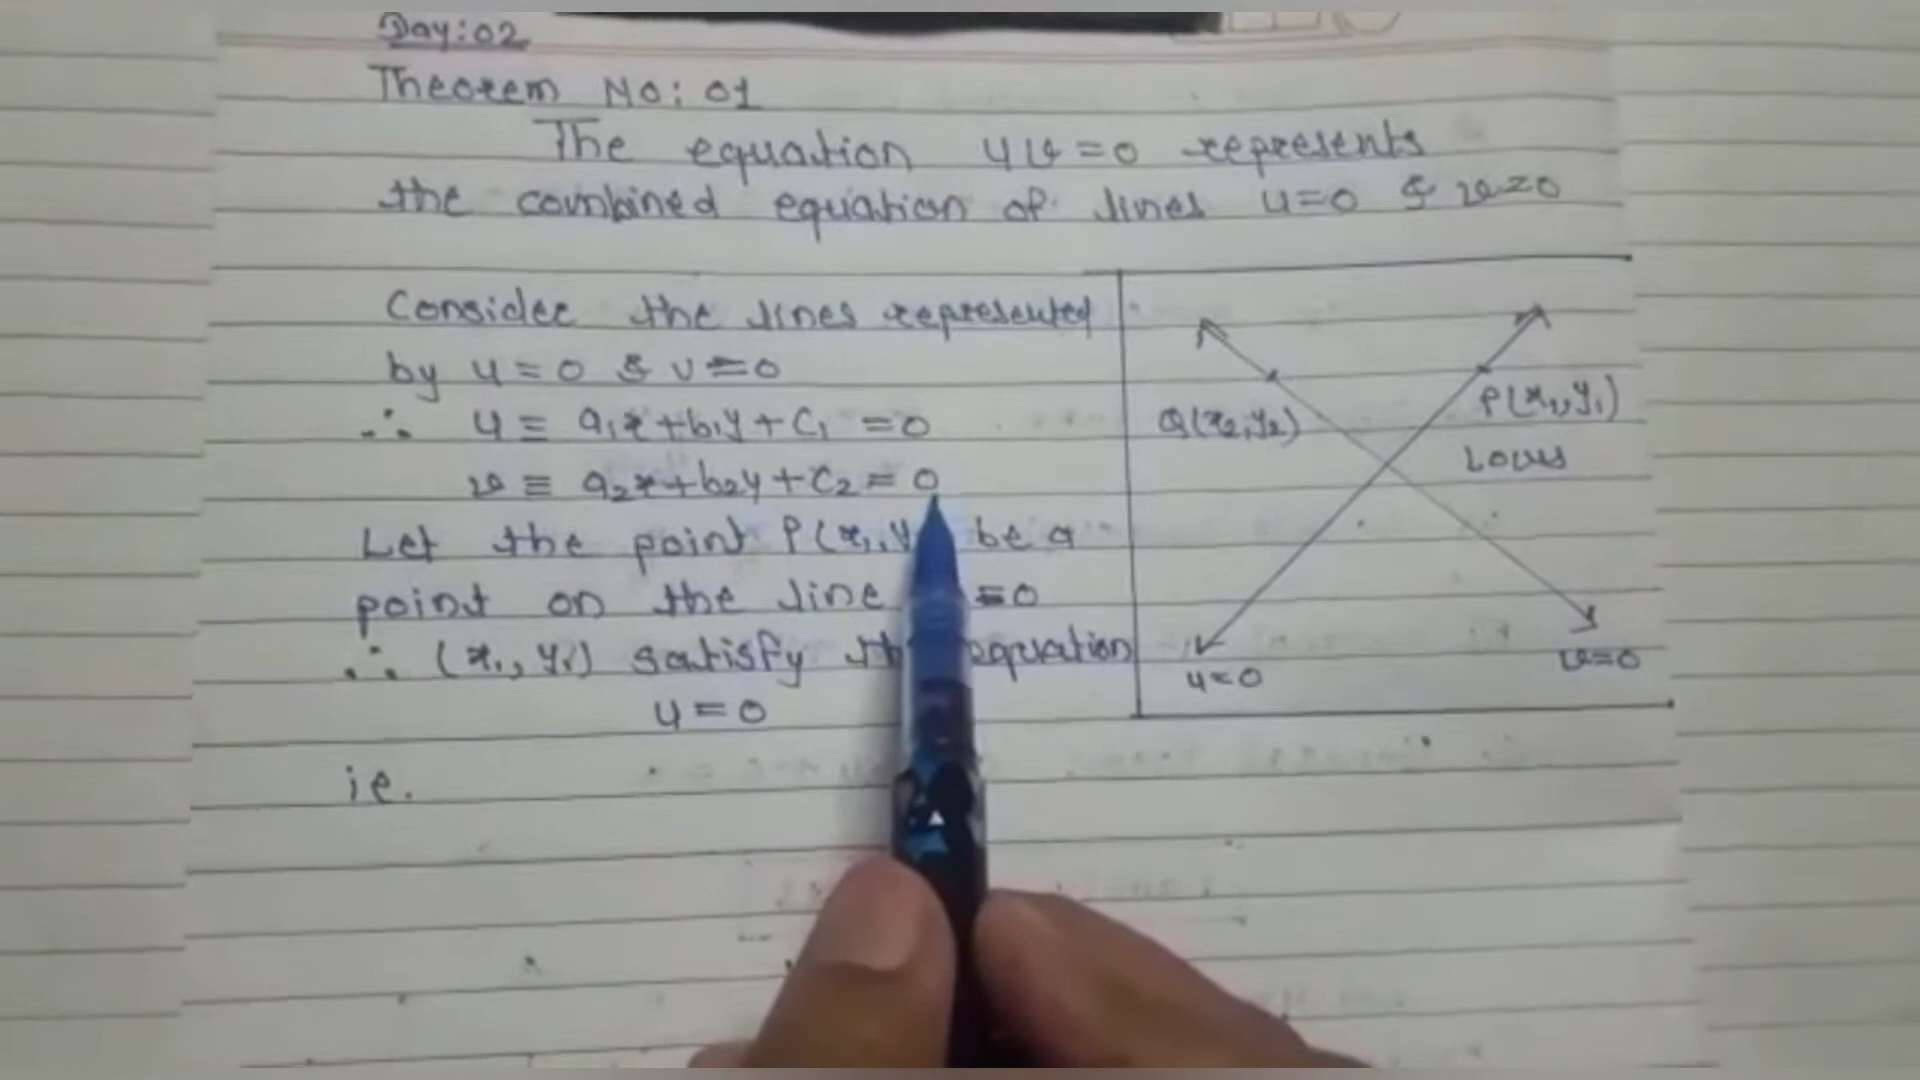 Day:02
Theorem No: 01
The equation uv=0 represents
the combined equation of lines u=0 & v=0
Consider the lines represented
by u=0 & v=0
∴ u ≡ a₁x+b₁y+c₁ =0
v ≡ a₂x+b₂y+c₂ = 0
Let the point P(x₁,y be a
point on the line =0
∴ (x₁, y₁) satisfy th equation
u=0
ie.
Q(x₂,y₂)
P(x₁,y₁)
Locus
u=0
v=0